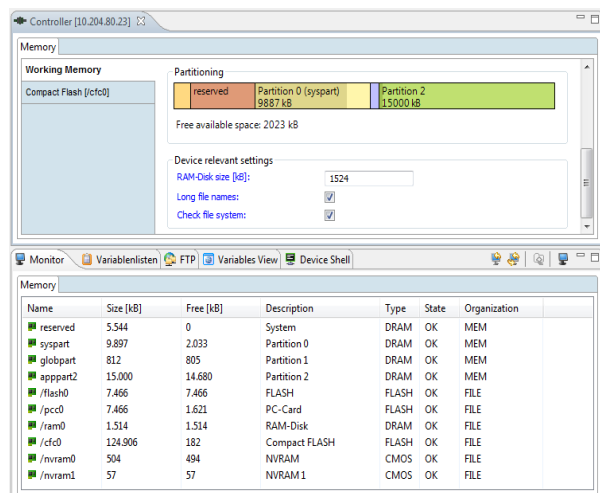 Controller [10.204.80.23]
Memory
Working Memory
Compact Flash [/cfc0]
Partitioning
reserved Partition 0 (syspart) Partition 2
9887 kB 15000 kB
Free available space: 2023 kB
Device relevant settings
RAM-Disk size [kB]: 1524
Long file names:
Check file system:
Monitor Variablenlisten FTP Variables View Device Shell
Memory
Name Size [kB] Free [kB] Description Type State Organization
reserved 5.544 0 System DRAM OK MEM
syspart 9.897 2.033 Partition 0 DRAM OK MEM
globpart 812 805 Partition 1 DRAM OK MEM
apppart2 15.000 14.680 Partition 2 DRAM OK MEM
/flash0 7.466 7.466 FLASH FLASH OK FILE
/pcc0 7.466 1.621 PC-Card FLASH OK FILE
/ram0 1.514 1.514 RAM-Disk DRAM OK FILE
/cfc0 124.906 182 Compact FLASH FLASH OK FILE
/nvram0 504 494 NVRAM CMOS OK FILE
/nvram1 57 57 NVRAM1 CMOS OK FILE